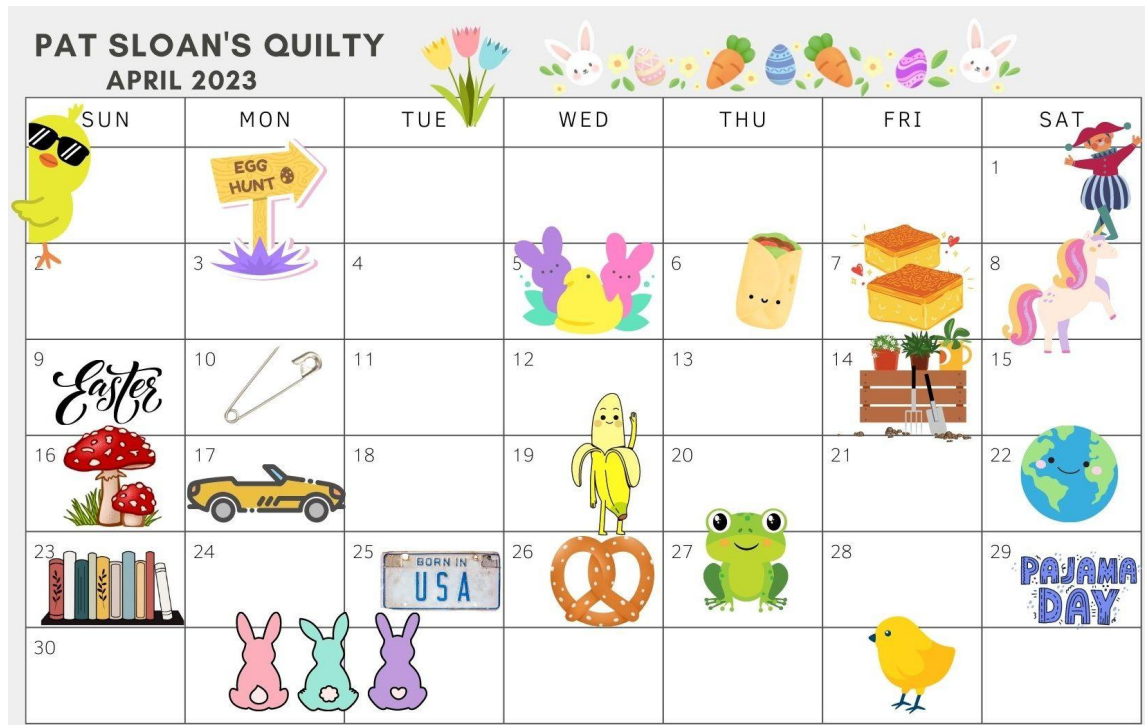 PAT SLOAN'S QUILTY
APRIL 2023
SUN MON TUE WED THU FRI SAT
EGG
HUNT
1
2 3 4 5 6 7 8
9 10 11 12 13 14 15
Easter
16 17 18 19 20 21 22
23 24 25 26 27 28 29
BORN IN
USA
PAJAMA
DAY
30